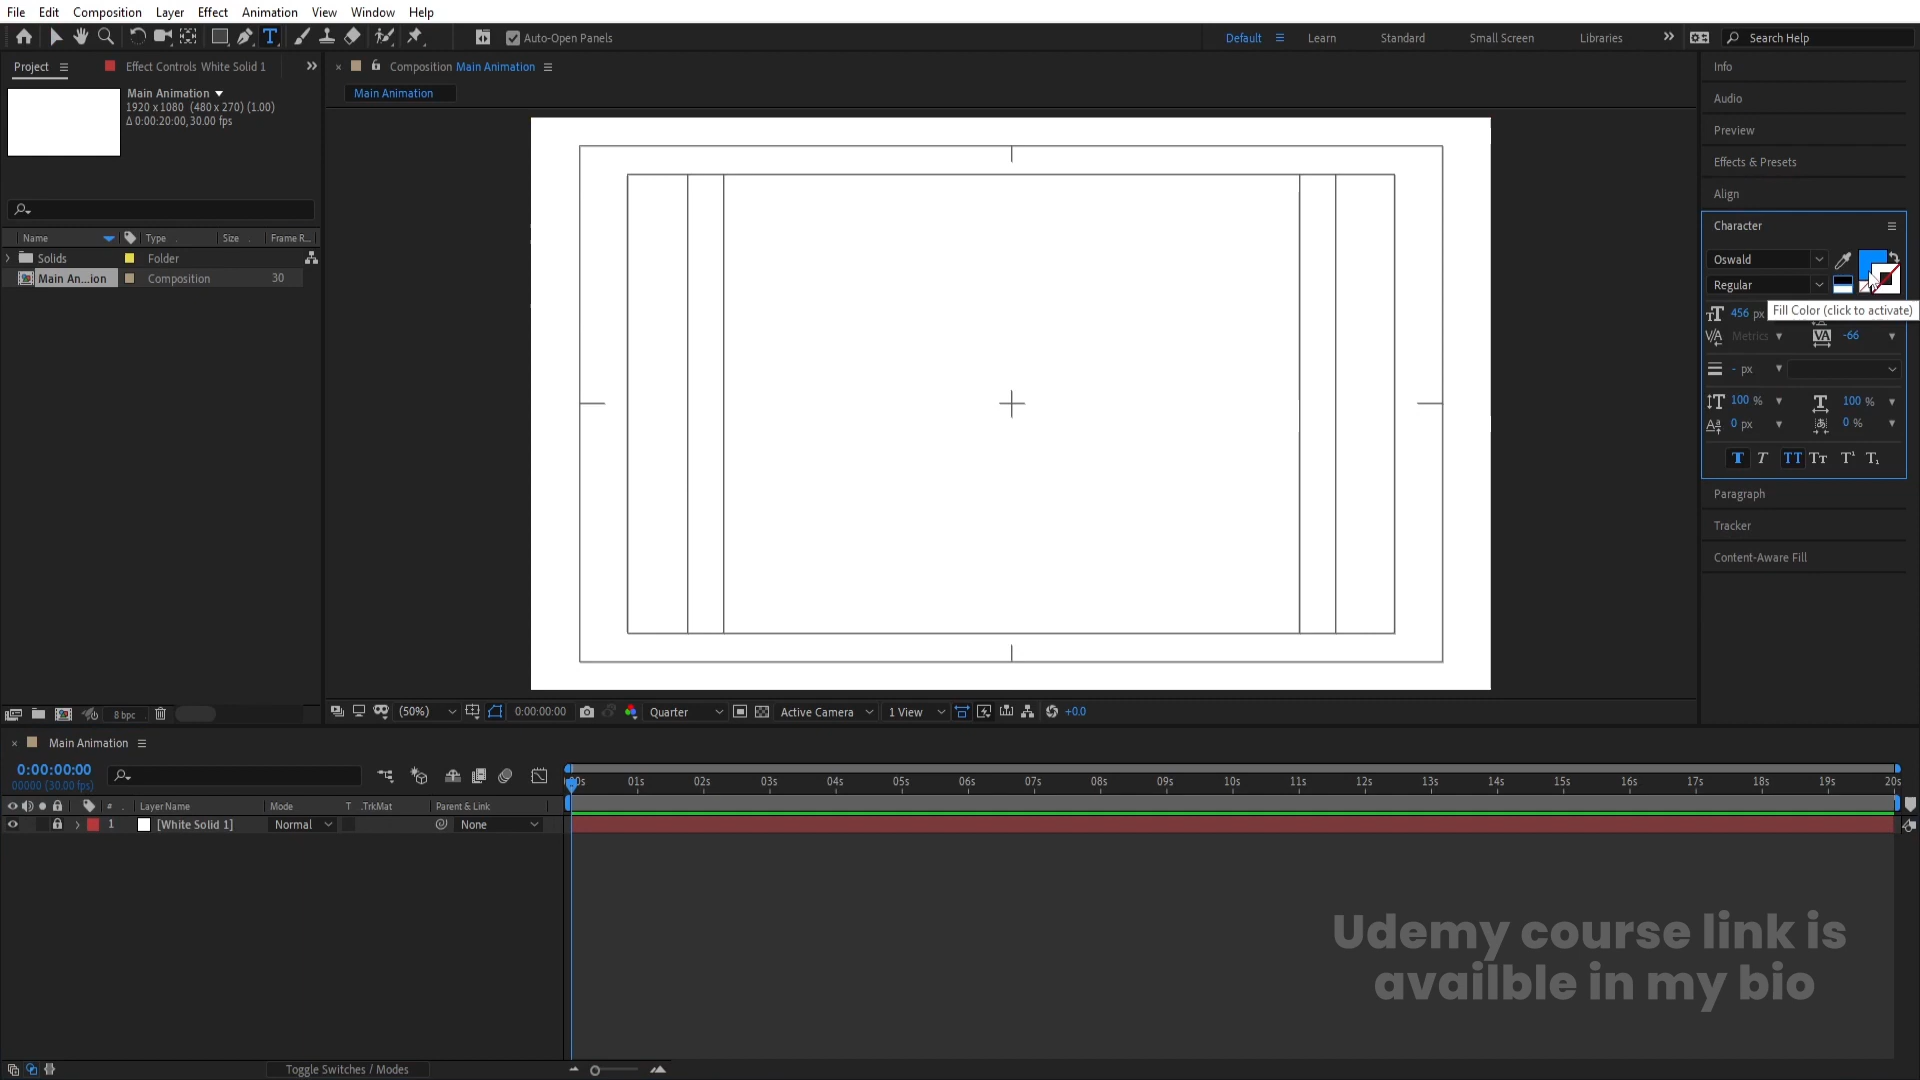 File Edit Composition Layer Effect Animation View Window Help
Auto-Open Panels Default Learn Standard Small Screen Libraries Search Help
Project Effect Controls White Solid 1
Main Animation
1920 x 1080 (480 x 270) (1.00)
Δ 0:00:20:00, 30.00 fps
Name Type Size Frame R...
Solids Folder
Main An...ion Composition 30
8 bpc
Composition Main Animation
Main Animation
(50%) 0:00:00:00 Quarter Active Camera 1 View +0.0
Info
Audio
Preview
Effects & Presets
Align
Character
Oswald
Regular
Fill Color (click to activate)
456 px
Metrics -66
- px
100 % 100 %
0 px 0 %
Paragraph
Tracker
Content-Aware Fill
Main Animation
0:00:00:00
00000 (30.00 fps)
# Layer Name Mode T .TrkMat Parent & Link
1 [White Solid 1] Normal None
01s 02s 03s 04s 05s 06s 07s 08s 09s 10s 11s 12s 13s 14s 15s 16s 17s 18s 19s 20s
Udemy course link is
availble in my bio
Toggle Switches / Modes